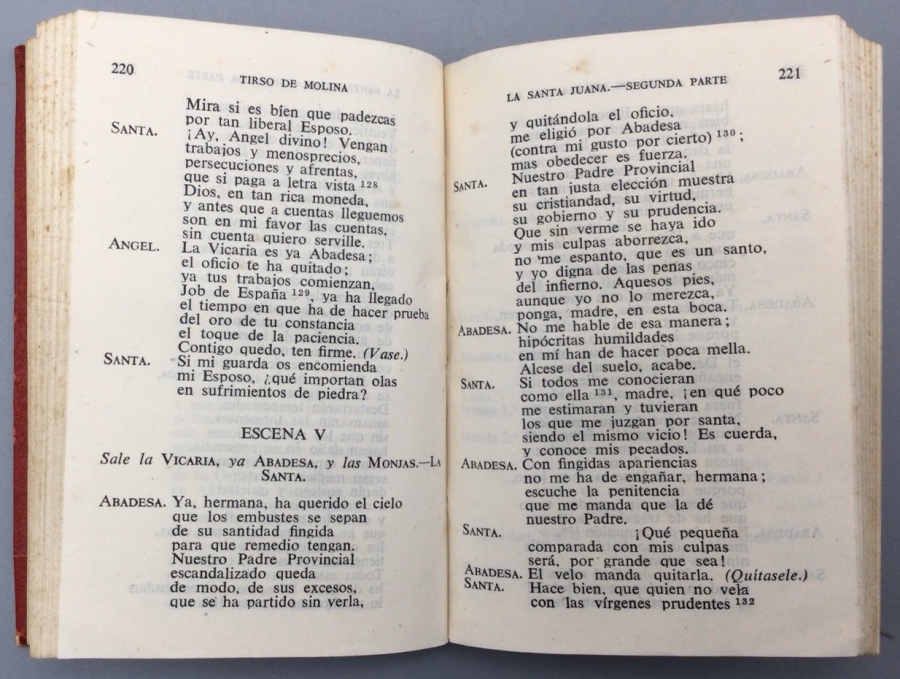 220
TIRSO DE MOLINA
Mira si es bien que padezcas
por tan liberal Esposo.
SANTA. ¡Ay, Angel divino! Vengan
trabajos y menosprecios,
persecuciones y afrentas,
que si paga a letra vista 128
Dios, en tan rica moneda,
y antes que a cuentas lleguemos
son en mi favor las cuentas,
sin cuenta quiero serville.
ANGEL. La Vicaria es ya Abadesa;
el oficio te ha quitado;
ya tus trabajos comienzan,
Job de España 129, ya ha llegado
el tiempo en que ha de hacer prueba
del oro de tu constancia
el toque de la paciencia.
Contigo quedo, ten firme. (Vase.)
SANTA. Si mi guarda os encomienda
mi Esposo, ¿qué importan olas
en sufrimientos de piedra?
ESCENA V
Sale la VICARIA, ya ABADESA, y las MONJAS.—LA
SANTA.
ABADESA. Ya, hermana, ha querido el cielo
que los embustes se sepan
de su santidad fingida
para que remedio tengan.
Nuestro Padre Provincial
escandalizado queda
de modo, de sus excesos,
que se ha partido sin verla,
LA SANTA JUANA.—SEGUNDA PARTE
221
y quitándola el oficio,
me eligió por Abadesa
(contra mi gusto por cierto) 130;
mas obedecer es fuerza.
SANTA. Nuestro Padre Provincial
en tan justa elección muestra
su cristiandad, su virtud,
su gobierno y su prudencia.
Que sin verme se haya ido
y mis culpas aborrezca,
no me espanto, que es un santo,
y yo digna de las penas
del infierno. Aquesos pies,
aunque yo no lo merezca,
ponga, madre, en esta boca.
ABADESA. No me hable de esa manera;
hipócritas humildades
en mí han de hacer poca mella.
Alcese del suelo, acabe.
SANTA. Si todos me conocieran
como ella 131, madre, ¡en qué poco
me estimaran y tuvieran
los que me juzgan por santa,
siendo el mismo vicio! Es cuerda,
y conoce mis pecados.
ABADESA. Con fingidas apariencias
no me ha de engañar, hermana;
escuche la penitencia
que me manda que la dé
nuestro Padre.
SANTA. ¡Qué pequeña
comparada con mis culpas
será, por grande que sea!
ABADESA. El velo manda quitarla. (Quítasele.)
SANTA. Hace bien, que quien no vela
con las vírgenes prudentes 132